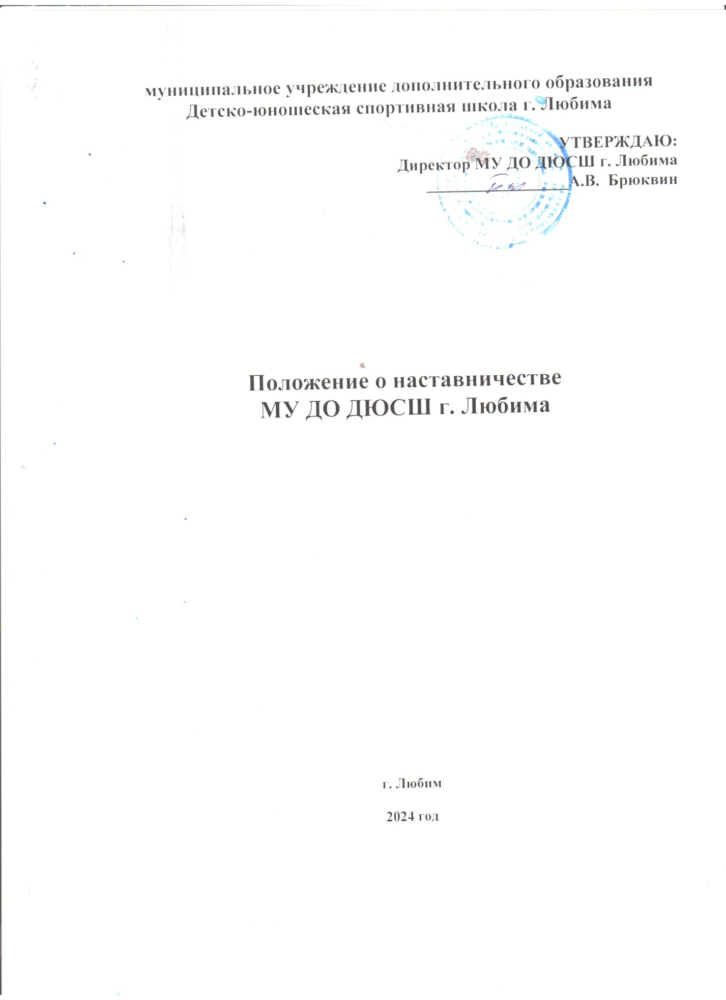 муниципальное учреждение дополнительного образования
Детско-юношеская спортивная школа г. Любима
УТВЕРЖДАЮ:
Директор МУ ДО ДЮСШ г. Любима
А.В. Брюквин
Положение о наставничестве
МУ ДО ДЮСШ г. Любима
г. Любим
2024 год